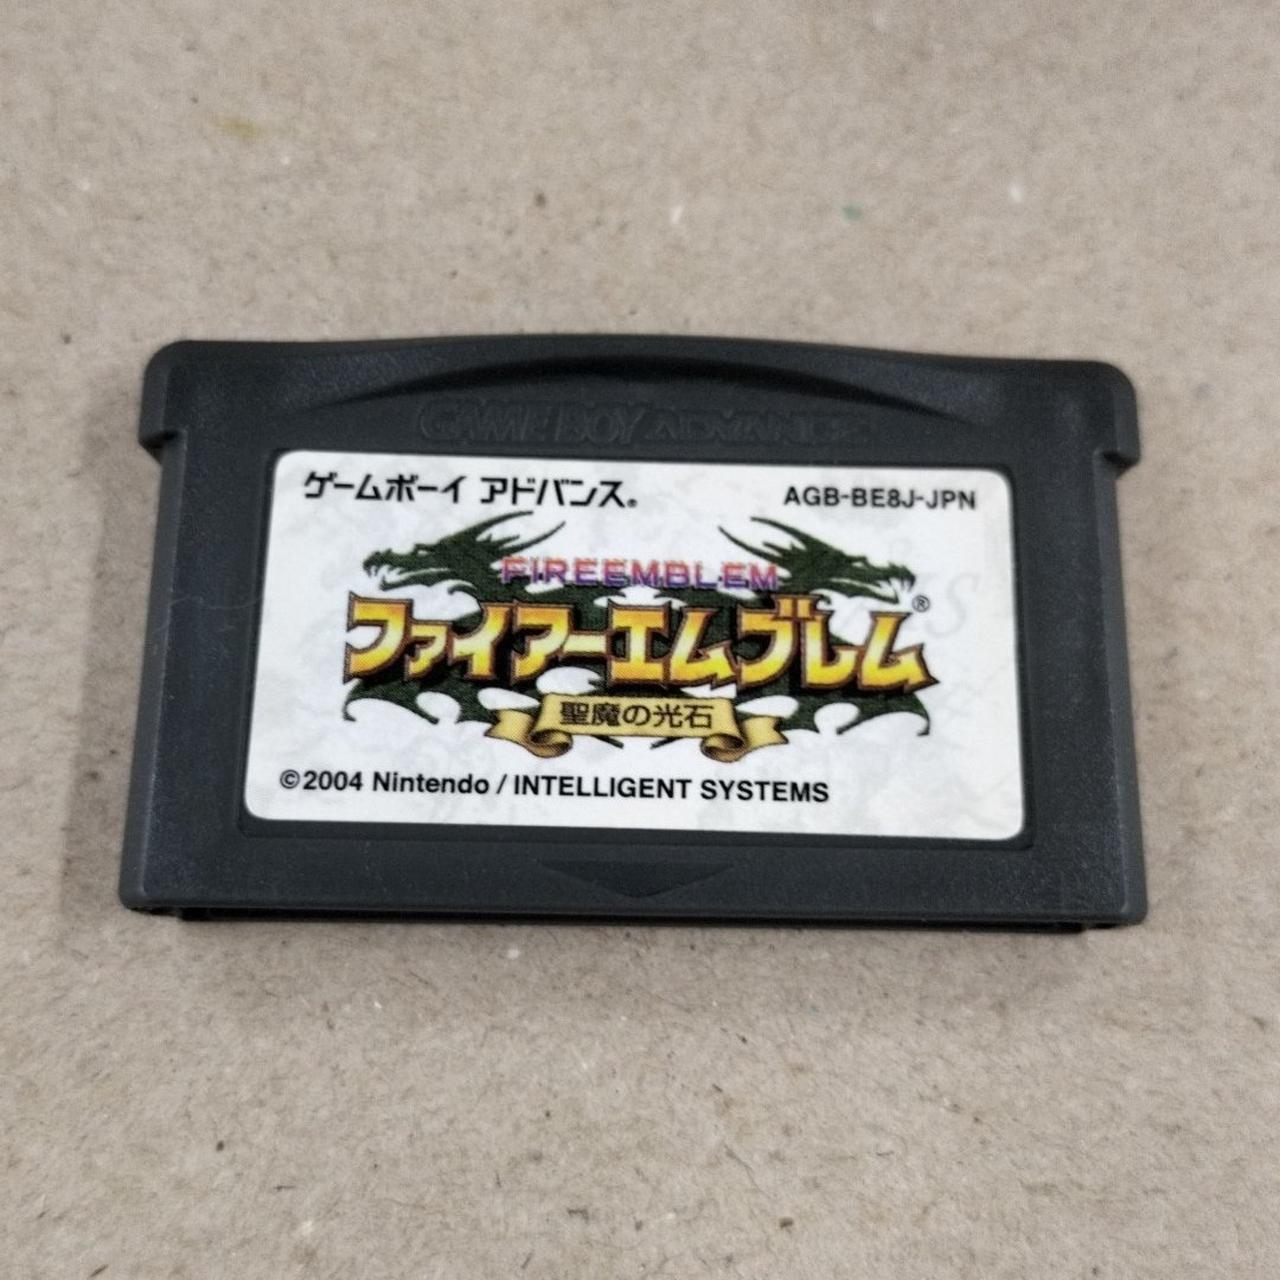 GAME BOY ADVANCE
ゲームボーイ アドバンス®
AGB-BE8J-JPN
FIREEMBLEM
ファイアーエムブレム®
聖魔の光石
©2004 Nintendo / INTELLIGENT SYSTEMS